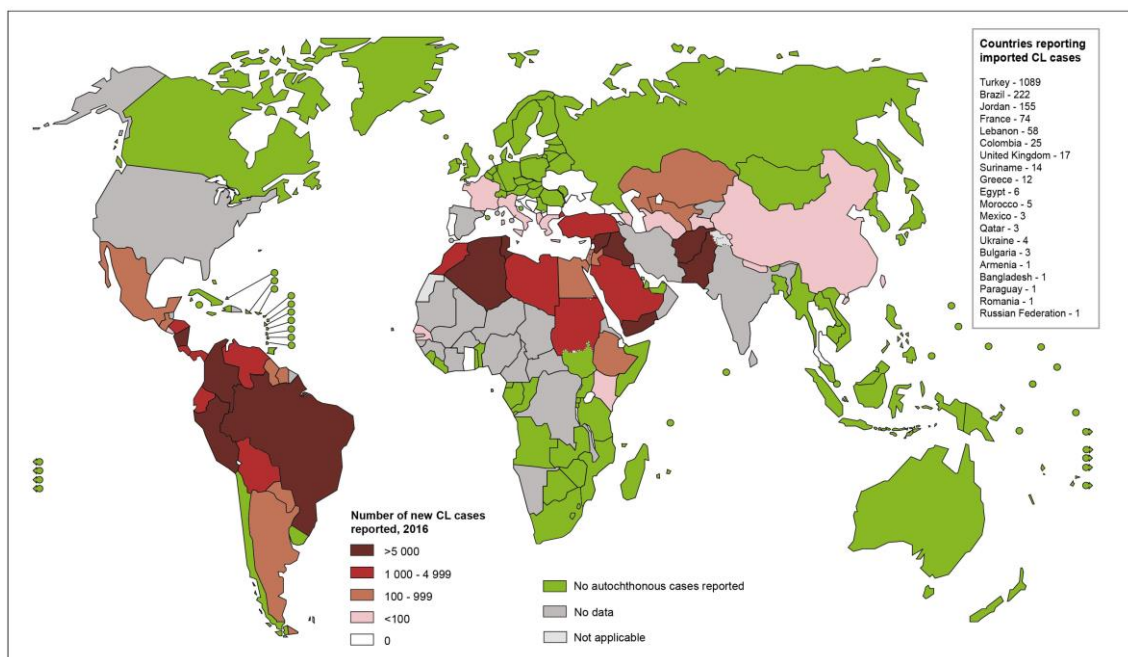 Countries reporting
imported CL cases
Turkey - 1089
Brazil - 222
Jordan - 155
France - 74
Lebanon - 58
Colombia - 25
United Kingdom - 17
Suriname - 14
Greece - 12
Egypt - 6
Morocco - 5
Mexico - 3
Qatar - 3
Ukraine - 4
Bulgaria - 3
Armenia - 1
Bangladesh - 1
Paraguay - 1
Romania - 1
Russian Federation - 1
Number of new CL cases
reported, 2016
>5 000
1 000 - 4 999
100 - 999
<100
0
No autochthonous cases reported
No data
Not applicable